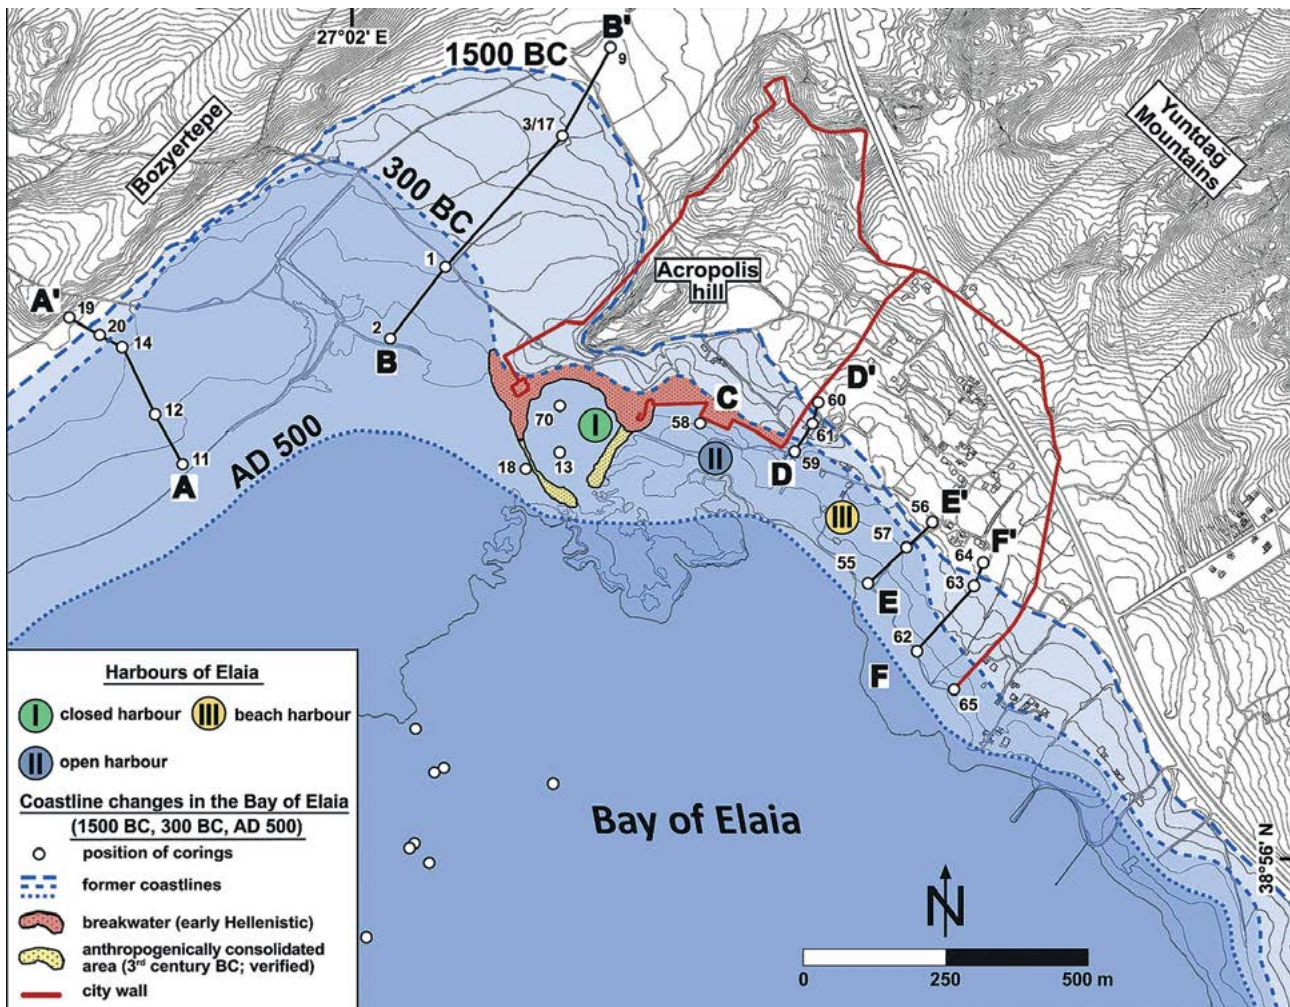 27°02' E
B'
9
1500 BC
3/17
Bozyertepe
Yuntdağ
Mountains
300 BC
1
Acropolis
hill
A'
19
20
14
2
B
12
11
A
AD 500
70
I
13
18
C
58
II
D'
60
61
59
D
III
E'
56
57
55
E
F'
64
63
62
F
65
Bay of Elaia
38°56' N
N
0 250 500 m
Harbours of Elaia
I closed harbour III beach harbour
II open harbour
Coastline changes in the Bay of Elaia
(1500 BC, 300 BC, AD 500)
position of corings
former coastlines
breakwater (early Hellenistic)
anthropogenically consolidated
area (3rd century BC; verified)
city wall